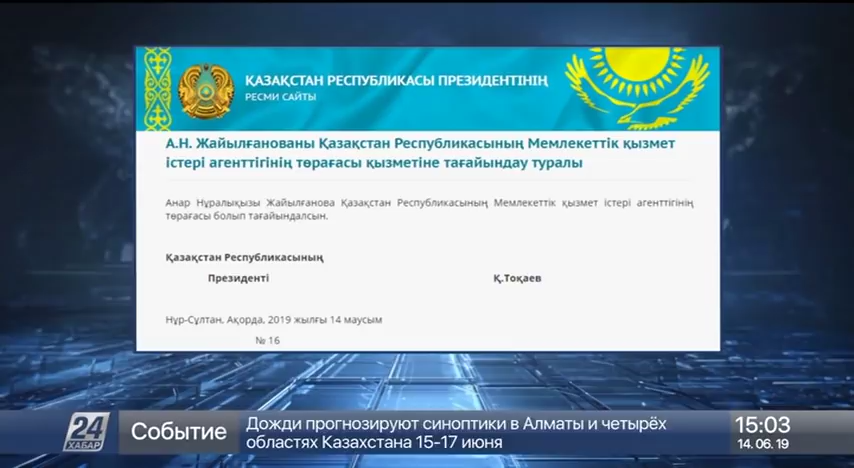 ҚАЗАҚСТАН РЕСПУБЛИКАСЫ ПРЕЗИДЕНТІНІҢ
РЕСМИ САЙТЫ
А.Н. Жайылғанованы Қазақстан Республикасының Мемлекеттік қызмет
істері агенттігінің төрағасы қызметіне тағайындау туралы
Анар Нұралықызы Жайылғанова Қазақстан Республикасының Мемлекеттік қызмет істері агенттігінің
төрағасы болып тағайындалсын.
Қазақстан Республикасының
Президенті Қ.Тоқаев
Нұр-Сұлтан, Ақорда, 2019 жылғы 14 маусым
№ 16
24
ХАБАР
Событие
Дожди прогнозируют синоптики в Алматы и четырёх
областях Казахстана 15-17 июня
15:03
14.06.19